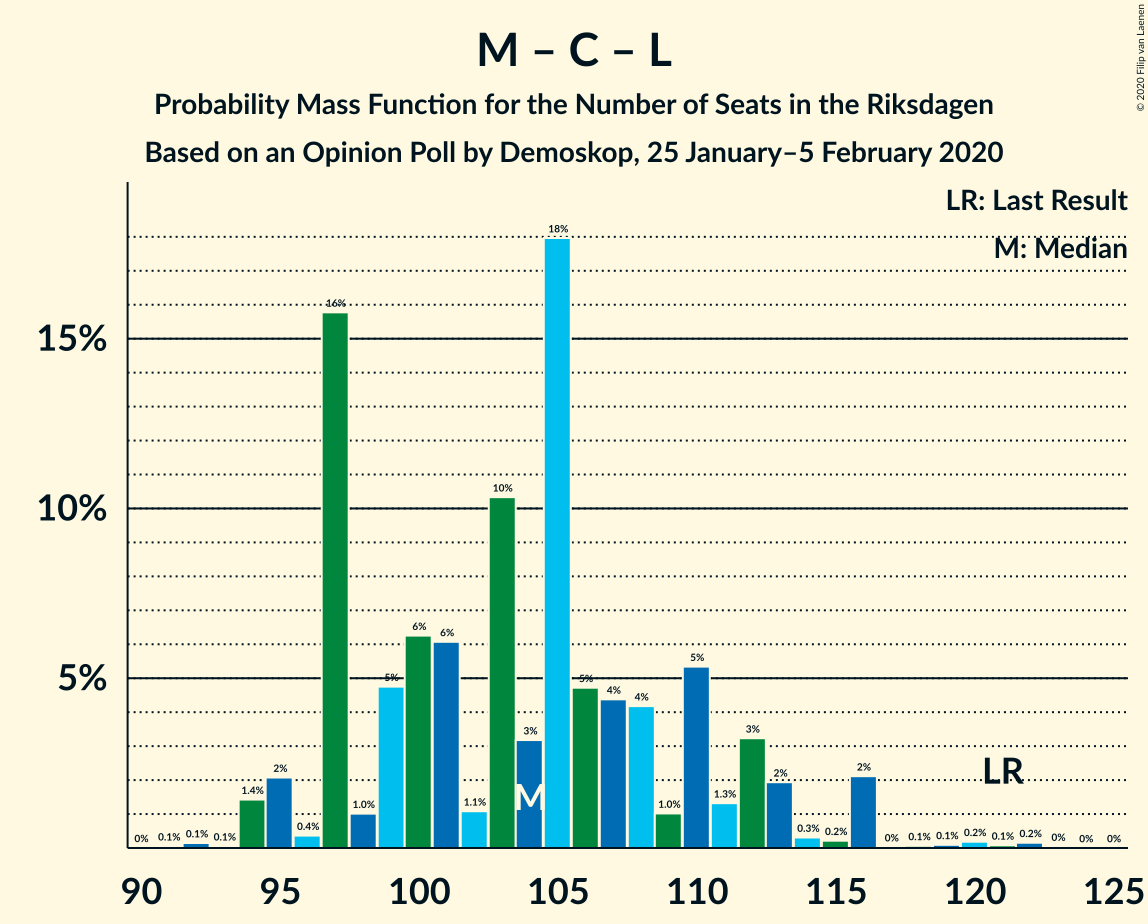 © 2020 Filip van Laenen
M – C – L
Probability Mass Function for the Number of Seats in the Riksdagen
Based on an Opinion Poll by Demoskop, 25 January–5 February 2020
LR: Last Result
M: Median
15%
10%
5%
0% 0.1% 0.1% 0.1% 1.4% 2% 0.4% 16% 1.0% 5% 6% 6% 1.1% 10% 3% 18% 5% 4% 4% 1.0% 5% 1.3% 3% 2% 0.3% 0.2% 2% 0% 0.1% 0.1% 0.2% 0.1% 0.2% 0% 0% 0%
M
LR
90 95 100 105 110 115 120 125